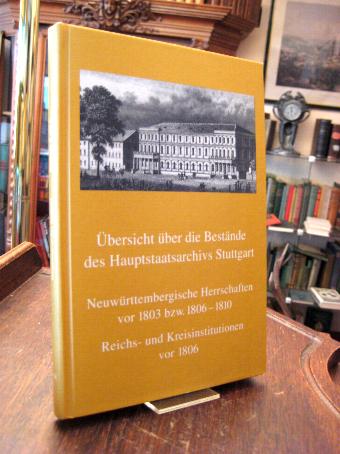 Übersicht über die Bestände
des Hauptstaatsarchivs Stuttgart
Neuwürttembergische Herrschaften
vor 1803 bzw. 1806–1810
Reichs- und Kreisinstitutionen
vor 1806